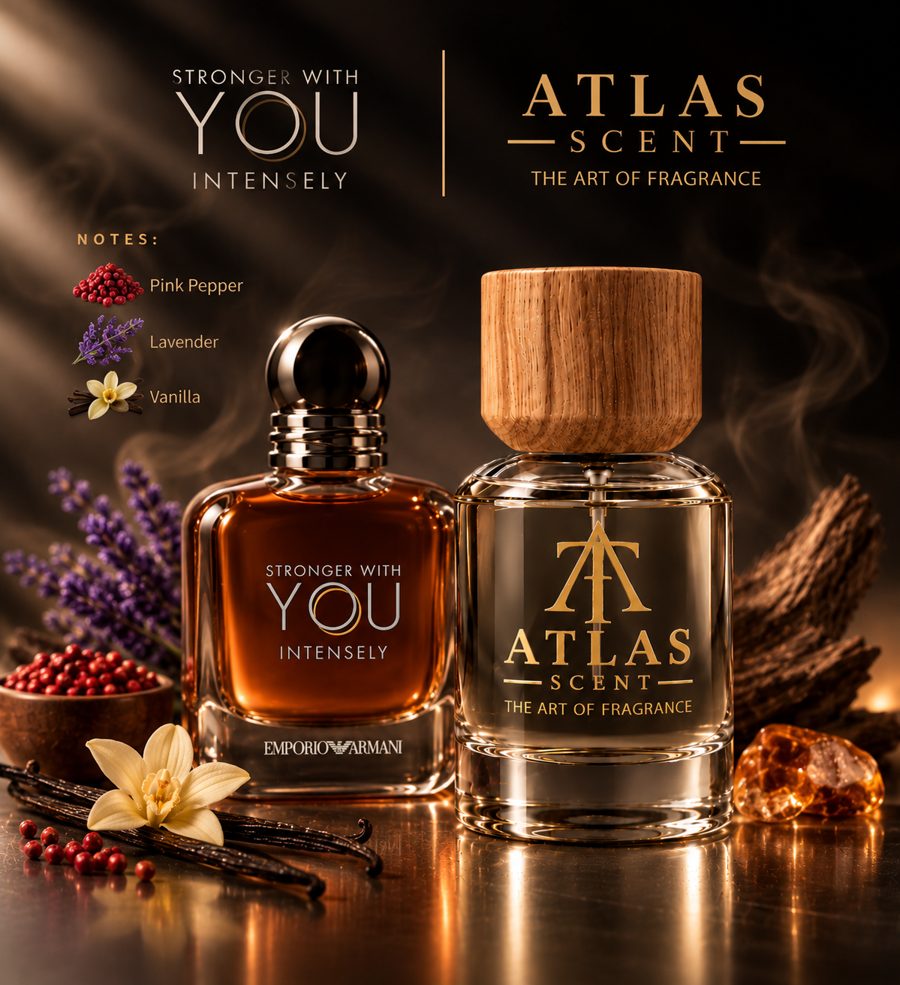 STRONGER WITH
YOU
INTENSELY
ATLAS
SCENT
THE ART OF FRAGRANCE
NOTES:
Pink Pepper
Lavender
Vanilla
STRONGER WITH
YOU
INTENSELY
EMPORIO ARMANI
ATLAS
SCENT
THE ART OF FRAGRANCE